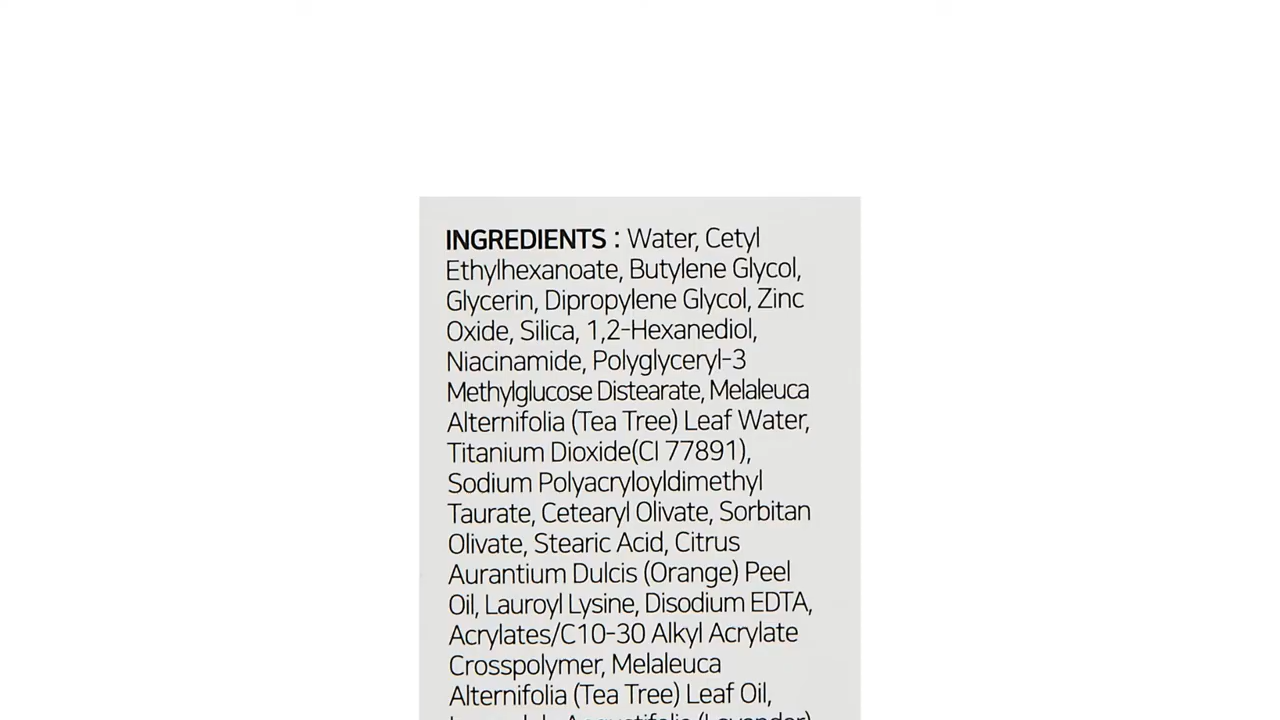 INGREDIENTS : Water, Cetyl
Ethylhexanoate, Butylene Glycol,
Glycerin, Dipropylene Glycol, Zinc
Oxide, Silica, 1,2-Hexanediol,
Niacinamide, Polyglyceryl-3
Methylglucose Distearate, Melaleuca
Alternifolia (Tea Tree) Leaf Water,
Titanium Dioxide(CI 77891),
Sodium Polyacryloyldimethyl
Taurate, Cetearyl Olivate, Sorbitan
Olivate, Stearic Acid, Citrus
Aurantium Dulcis (Orange) Peel
Oil, Lauroyl Lysine, Disodium EDTA,
Acrylates/C10-30 Alkyl Acrylate
Crosspolymer, Melaleuca
Alternifolia (Tea Tree) Leaf Oil,
(Lavender)